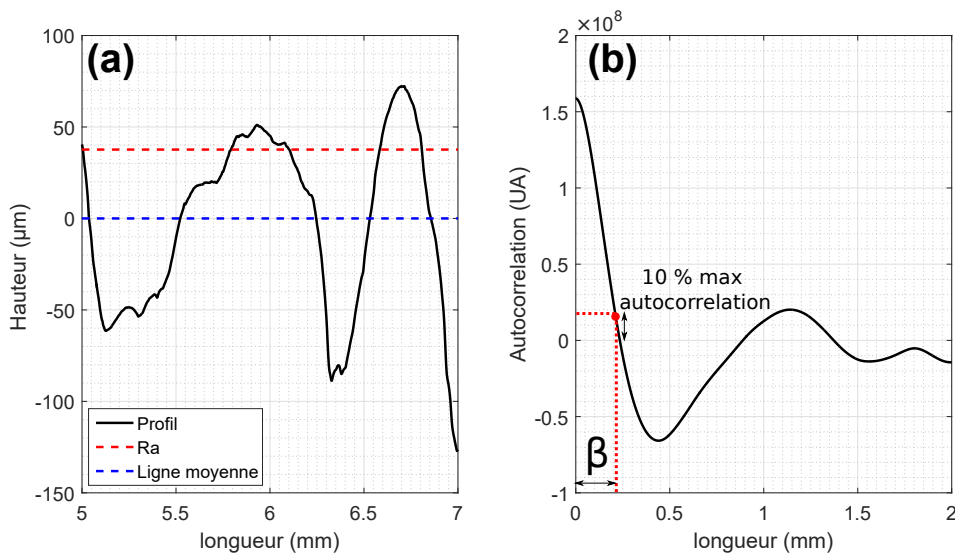 (a)
100
50
0
-50
-100
-150
Hauteur (µm)
Profil
Ra
Ligne moyenne
5
5.5
6
6.5
7
longueur (mm)
×10⁸
(b)
2
1.5
1
0.5
0
-0.5
-1
Autocorrelation (UA)
10 % max
autocorrelation
β
0
0.5
1
1.5
2
longueur (mm)